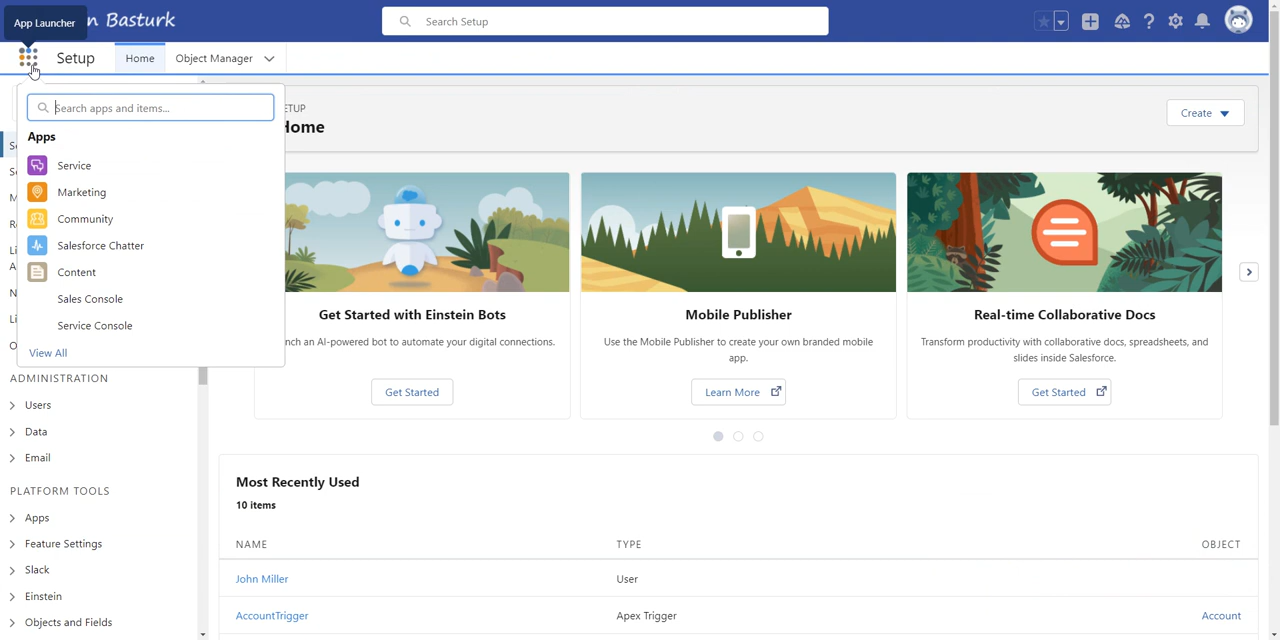 App Launcher
n Basturk
Search Setup
Setup
Home
Object Manager
Search apps and items...
Apps
Service
Marketing
Community
Salesforce Chatter
Content
Sales Console
Service Console
View All
ETUP
Home
Create
Get Started with Einstein Bots
nch an AI-powered bot to automate your digital connections.
Get Started
Mobile Publisher
Use the Mobile Publisher to create your own branded mobile
app.
Learn More
Real-time Collaborative Docs
Transform productivity with collaborative docs, spreadsheets, and
slides inside Salesforce.
Get Started
ADMINISTRATION
Users
Data
Email
PLATFORM TOOLS
Apps
Feature Settings
Slack
Einstein
Objects and Fields
Most Recently Used
10 items
NAME TYPE OBJECT
John Miller User
AccountTrigger Apex Trigger Account